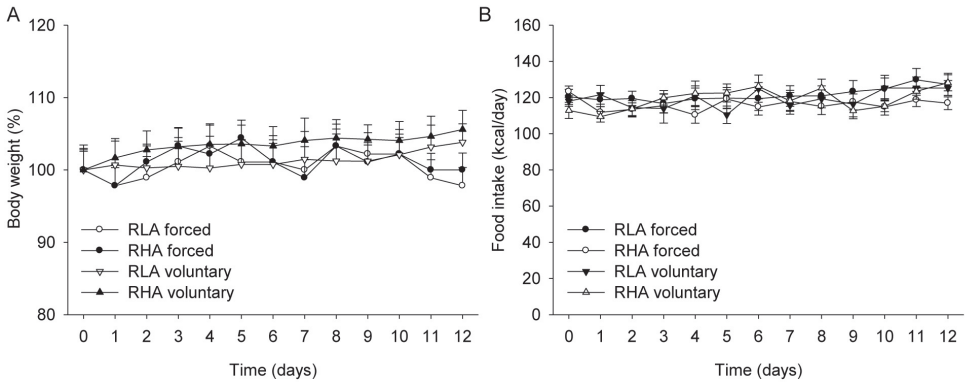 A
120
110
100
90
80
Body weight (%)
RLA forced
RHA forced
RLA voluntary
RHA voluntary
0 1 2 3 4 5 6 7 8 9 10 11 12
Time (days)
B
160
140
120
100
80
60
40
20
0
Food intake (kcal/day)
RLA forced
RHA forced
RLA voluntary
RHA voluntary
0 1 2 3 4 5 6 7 8 9 10 11 12
Time (days)